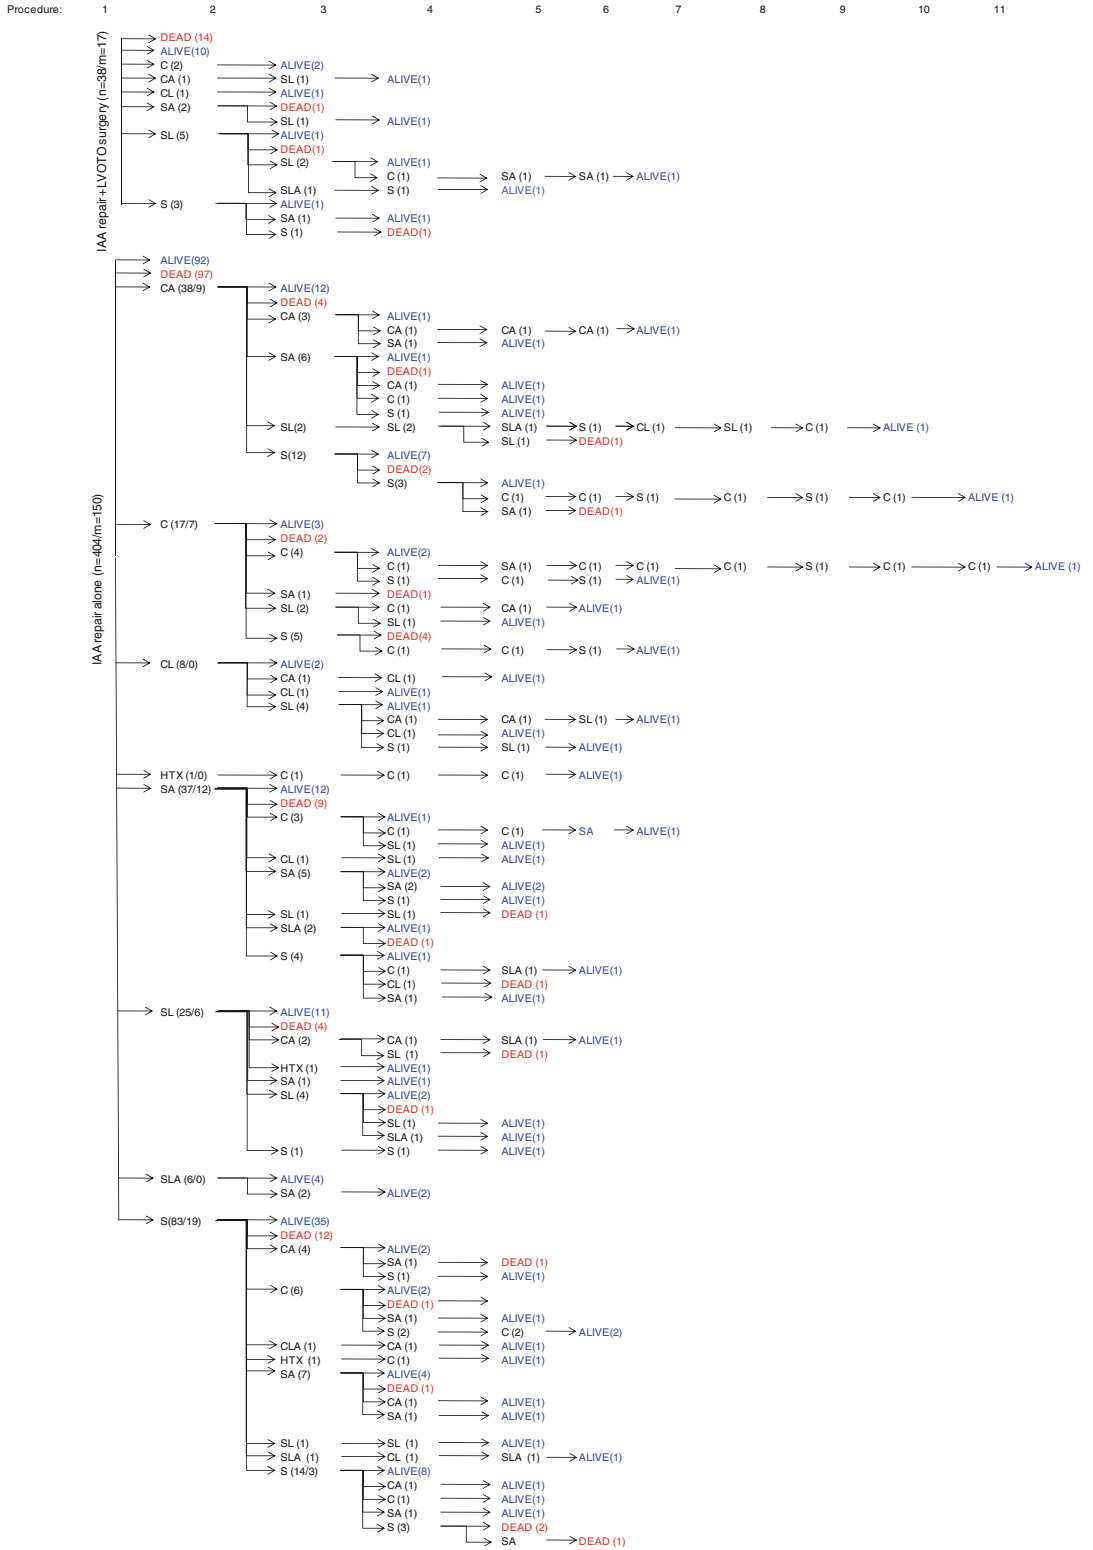 Procedure: 1 2 3 4 5 6 7 8 9 10 11
IAA repair+LVOTO surgery (n=38/m=17)
DEAD (14)
ALIVE(10)
C (2) ALIVE(2)
CA (1) SL (1) ALIVE(1)
CL (1) ALIVE(1)
SA (2) DEAD(1)
SL (1) ALIVE(1)
SL (5) ALIVE(1)
DEAD(1)
SL (2) ALIVE(1)
C (1) SA (1) SA (1) ALIVE(1)
SLA (1) S (1) ALIVE(1)
S (3) ALIVE(1)
SA (1) ALIVE(1)
S (1) DEAD(1)
IAA repair alone (n=404/m=150)
ALIVE(92)
DEAD (97)
CA (38/9) ALIVE(12)
DEAD (4)
CA (3) ALIVE(1)
CA (1) CA (1) CA (1) ALIVE(1)
SA (1) ALIVE(1)
SA (6) ALIVE(1)
DEAD(1)
CA (1) ALIVE(1)
C (1) ALIVE(1)
S (1) ALIVE(1)
SL(2) SL (2) SLA (1) S (1) CL (1) SL (1) C (1) ALIVE (1)
SL (1) DEAD(1)
S(12) ALIVE(7)
DEAD(2)
S(3) ALIVE(1)
C (1) C (1) S (1) C (1) S (1) C (1) ALIVE (1)
SA (1) DEAD(1)
C (17/7) ALIVE(3)
DEAD (2)
C (4) ALIVE(2)
C (1) SA (1) C (1) C (1) C (1) S (1) C (1) C (1) ALIVE (1)
S (1) C (1) S (1) ALIVE(1)
SA (1) DEAD(1)
SL (2) C (1) CA (1) ALIVE(1)
SL (1) ALIVE(1)
S (5) DEAD(4)
C (1) C (1) S (1) ALIVE(1)
CL (8/0) ALIVE(2)
CA (1) CL (1) ALIVE(1)
CL (1) ALIVE(1)
SL (4) ALIVE(1)
CA (1) CA (1) SL (1) ALIVE(1)
CL (1) ALIVE(1)
S (1) SL (1) ALIVE(1)
HTX (1/0) C (1) C (1) C (1) ALIVE(1)
SA (37/12) ALIVE(12)
DEAD (9)
C (3) ALIVE(1)
C (1) C (1) SA ALIVE(1)
SL (1) ALIVE(1)
CL (1) SL (1) ALIVE(1)
SA (5) ALIVE(2)
SA (2) ALIVE(2)
S (1) ALIVE(1)
SL (1) SL (1) DEAD (1)
SLA (2) ALIVE(1)
DEAD (1)
S (4) ALIVE(1)
C (1) SLA (1) ALIVE(1)
CL (1) DEAD (1)
SA (1) ALIVE(1)
SL (25/6) ALIVE(11)
DEAD (4)
CA (2) CA (1) SLA (1) ALIVE(1)
SL (1) DEAD (1)
HTX (1) ALIVE(1)
SA (1) ALIVE(1)
SL (4) ALIVE(2)
DEAD (1)
SL (1) ALIVE(1)
SLA (1) ALIVE(1)
S (1) S (1) ALIVE(1)
SLA (6/0) ALIVE(4)
SA (2) ALIVE(2)
S(83/19) ALIVE(35)
DEAD (12)
CA (4) ALIVE(2)
SA (1) DEAD (1)
S (1) ALIVE(1)
C (6) ALIVE(2)
DEAD (1)
SA (1) ALIVE(1)
S (2) C (2) ALIVE(2)
CLA (1) CA (1) ALIVE(1)
HTX (1) C (1) ALIVE(1)
SA (7) ALIVE(4)
DEAD (1)
CA (1) ALIVE(1)
SA (1) ALIVE(1)
SL (1) SL (1) ALIVE(1)
SLA (1) CL (1) SLA (1) ALIVE(1)
S (14/3) ALIVE(8)
CA (1) ALIVE(1)
C (1) ALIVE(1)
SA (1) ALIVE(1)
S (3) DEAD (2)
SA DEAD (1)